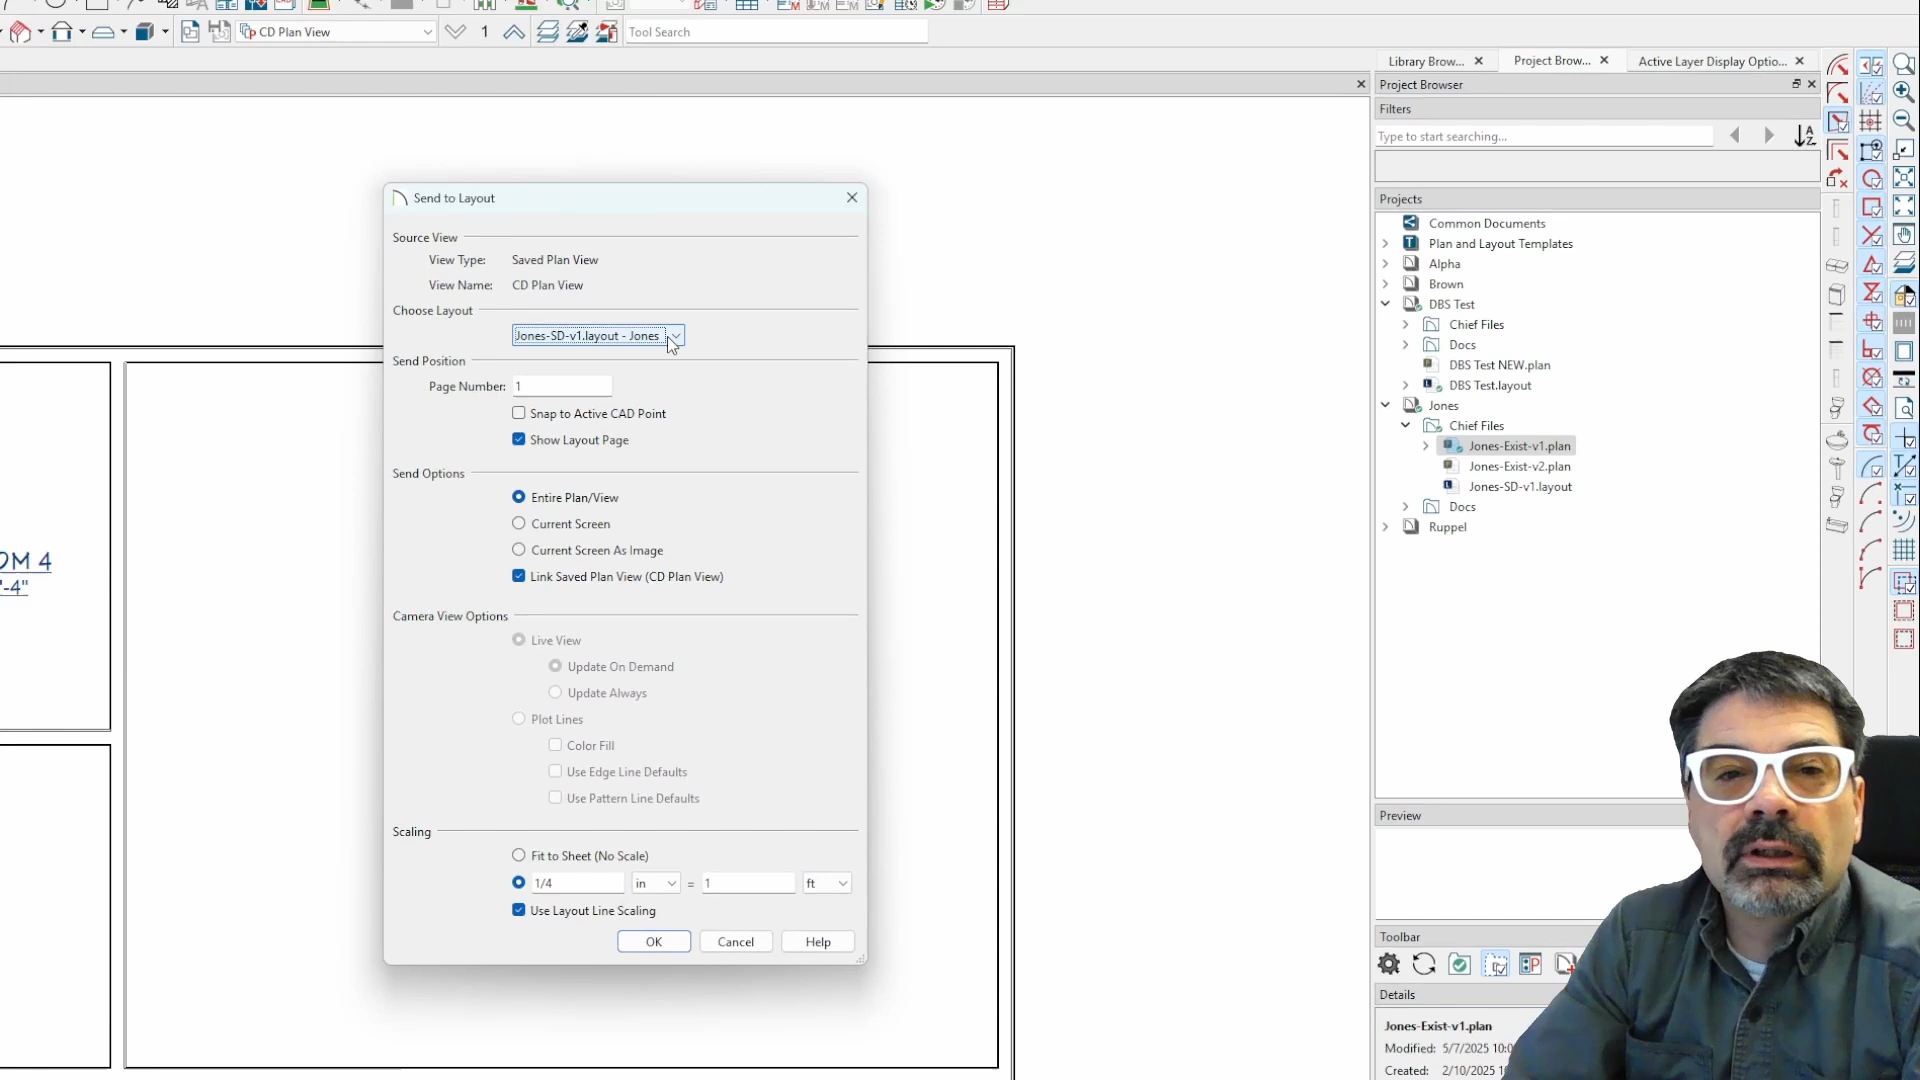 CD Plan View
1
Tool Search
Library Brow...
Project Brow...
Active Layer Display Optio...
Project Browser
Filters
Type to start searching...
Projects
Common Documents
Plan and Layout Templates
Alpha
Brown
DBS Test
Chief Files
Docs
DBS Test NEW.plan
DBS Test.layout
Jones
Chief Files
Jones-Exist-v1.plan
Jones-Exist-v2.plan
Jones-SD-v1.layout
Docs
Ruppel
Send to Layout
Source View
View Type: Saved Plan View
View Name: CD Plan View
Choose Layout
Jones-SD-v1.layout - Jones
Send Position
Page Number: 1
Snap to Active CAD Point
Show Layout Page
Send Options
Entire Plan/View
Current Screen
Current Screen As Image
Link Saved Plan View (CD Plan View)
Camera View Options
Live View
Update On Demand
Update Always
Plot Lines
Color Fill
Use Edge Line Defaults
Use Pattern Line Defaults
Scaling
Fit to Sheet (No Scale)
1/4 in = 1 ft
Use Layout Line Scaling
OK Cancel Help
OM 4
'-4"
Preview
Toolbar
Details
Jones-Exist-v1.plan
Modified: 5/7/2025 10:0
Created: 2/10/2025 1